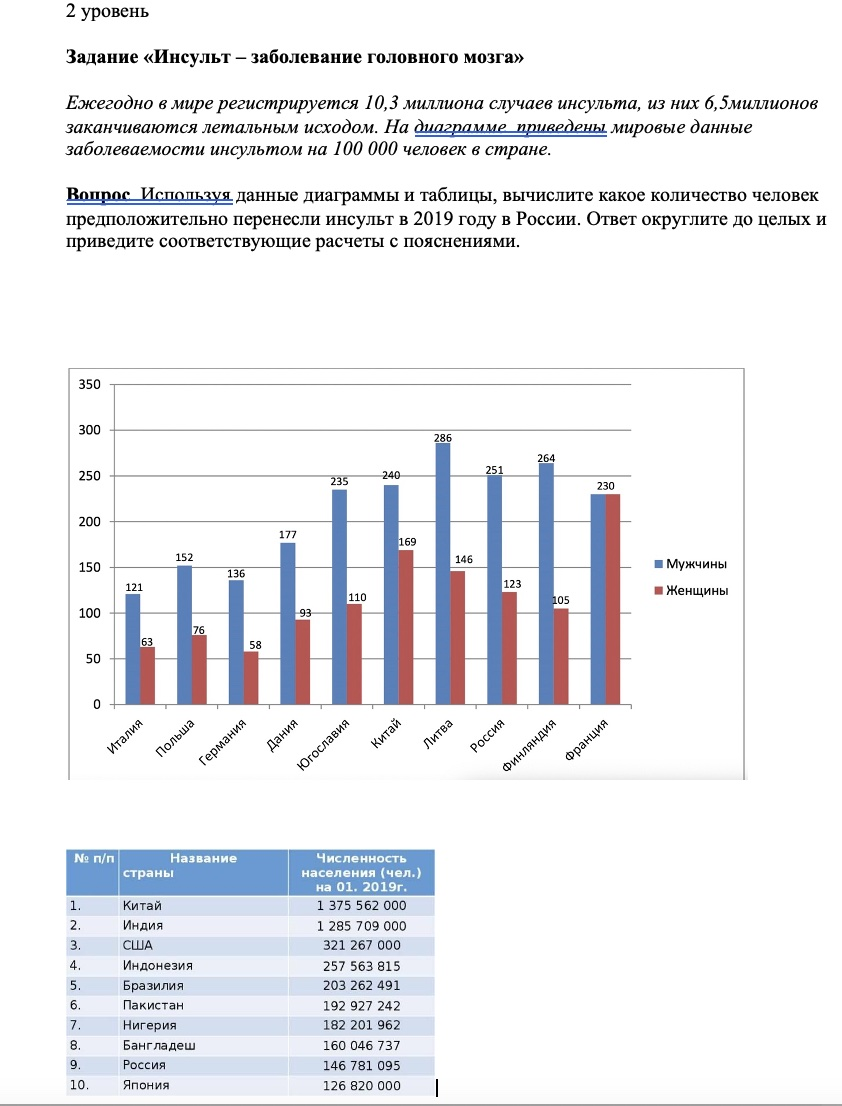 2 уровень
Задание «Инсульт – заболевание головного мозга»
Ежегодно в мире регистрируется 10,3 миллиона случаев инсульта, из них 6,5миллионов
заканчиваются летальным исходом. На диаграмме приведены мировые данные
заболеваемости инсультом на 100 000 человек в стране.
Вопрос. Используя данные диаграммы и таблицы, вычислите какое количество человек
предположительно перенесли инсульт в 2019 году в России. Ответ округлите до целых и
приведите соответствующие расчеты с пояснениями.
350
300
250
200
150
100
50
0
121
63
152
76
136
58
177
93
235
110
240
169
286
146
251
123
264
105
230
Италия
Польша
Германия
Дания
Югославия
Китай
Литва
Россия
Финляндия
Франция
Мужчины
Женщины
№ п/п Название страны Численность населения (чел.) на 01. 2019г.
1. Китай 1 375 562 000
2. Индия 1 285 709 000
3. США 321 267 000
4. Индонезия 257 563 815
5. Бразилия 203 262 491
6. Пакистан 192 927 242
7. Нигерия 182 201 962
8. Бангладеш 160 046 737
9. Россия 146 781 095
10. Япония 126 820 000